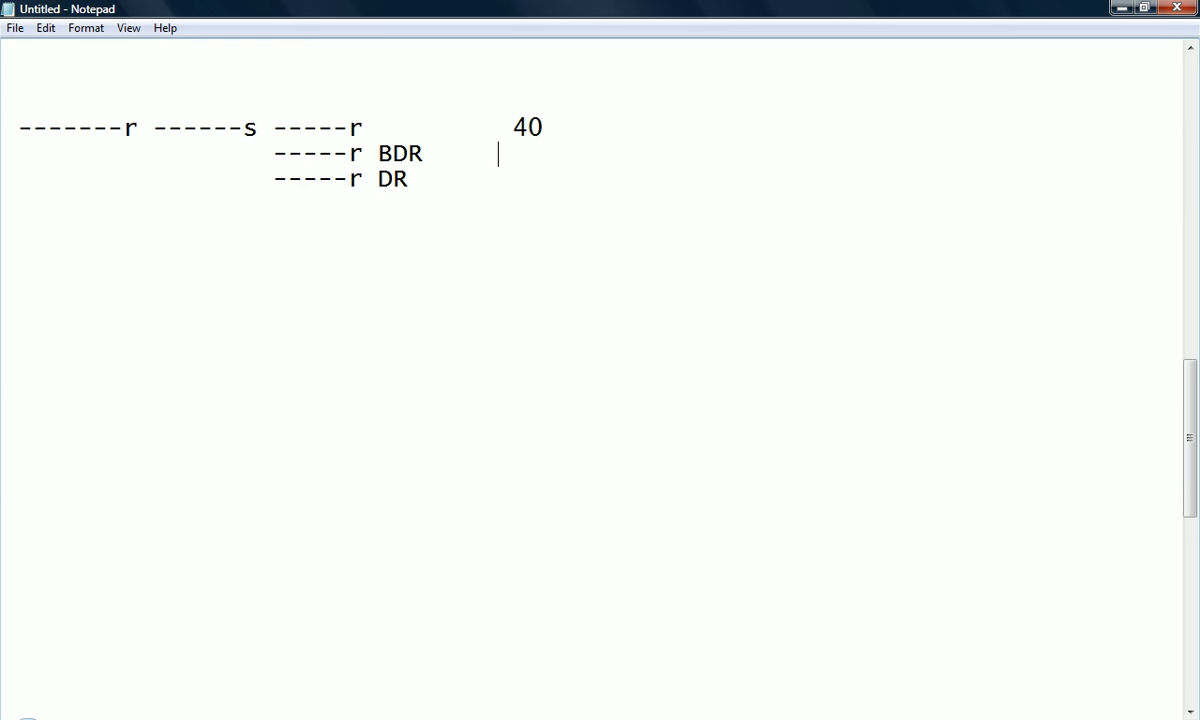 Untitled - Notepad
File Edit Format View Help
-------r ------s -----r 40
-----r BDR
-----r DR